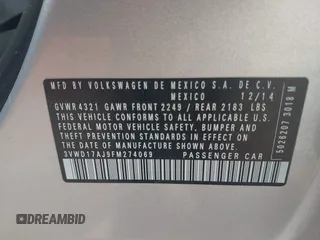 MFD BY VOLKSWAGEN DE MEXICO S.A. DE C.V.
MEXICO 12/14
GVWR 4321 GAWR FRONT 2249 / REAR 2183 LBS
THIS VEHICLE CONFORMS TO ALL APPLICABLE
FEDERAL MOTOR VEHICLE SAFETY, BUMPER AND
THEFT PREVENTION STANDARDS IN EFFECT
ON THE DATE OF MANUFACTURE SHOWN ABOVE.
3VWD17AJ9FM274069 PASSENGER CAR
5026207 3018 M
DREAMBID